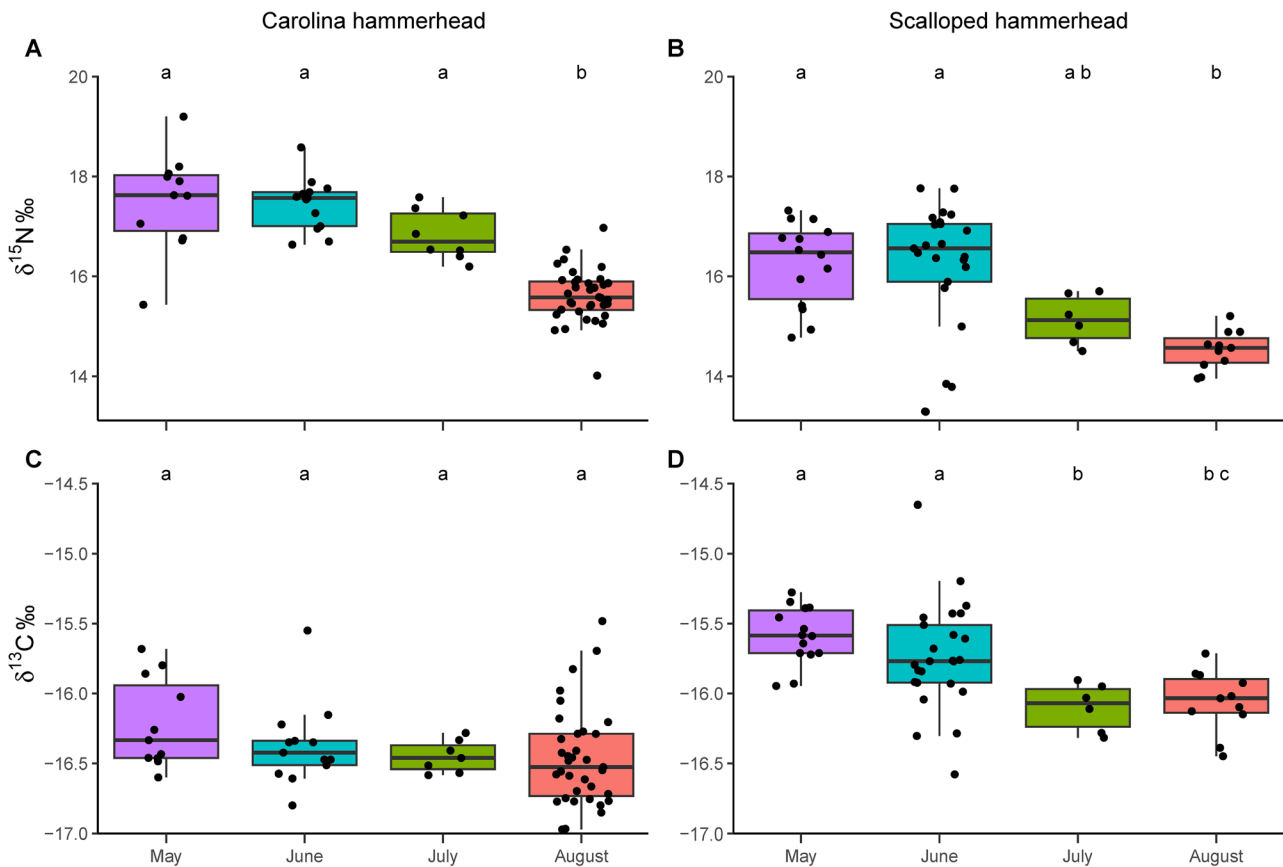 Carolina hammerhead
Scalloped hammerhead
A
B
a a a b
a a a b b
20
18
16
14
δ15N ‰
20
18
16
14
C
D
a a a a
a a b b c
−14.5
−15.0
−15.5
−16.0
−16.5
−17.0
δ13C ‰
−14.5
−15.0
−15.5
−16.0
−16.5
−17.0
May June July August
May June July August